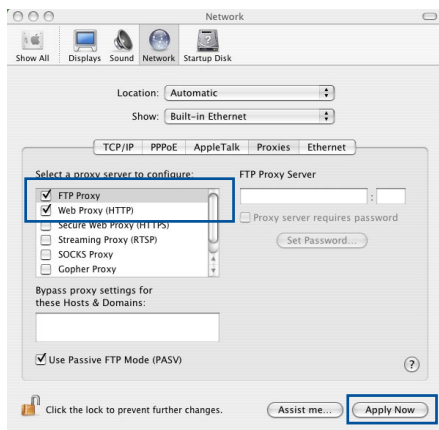 Network
Show All Displays Sound Network Startup Disk
Location: Automatic
Show: Built-in Ethernet
TCP/IP PPPoE AppleTalk Proxies Ethernet
Select a proxy server to configure: FTP Proxy Server
FTP Proxy :
Web Proxy (HTTP) Proxy server requires password
Secure Web Proxy (HTTPS)
Streaming Proxy (RTSP) Set Password...
SOCKS Proxy
Gopher Proxy
Bypass proxy settings for
these Hosts & Domains:
Use Passive FTP Mode (PASV) ?
Click the lock to prevent further changes. Assist me... Apply Now